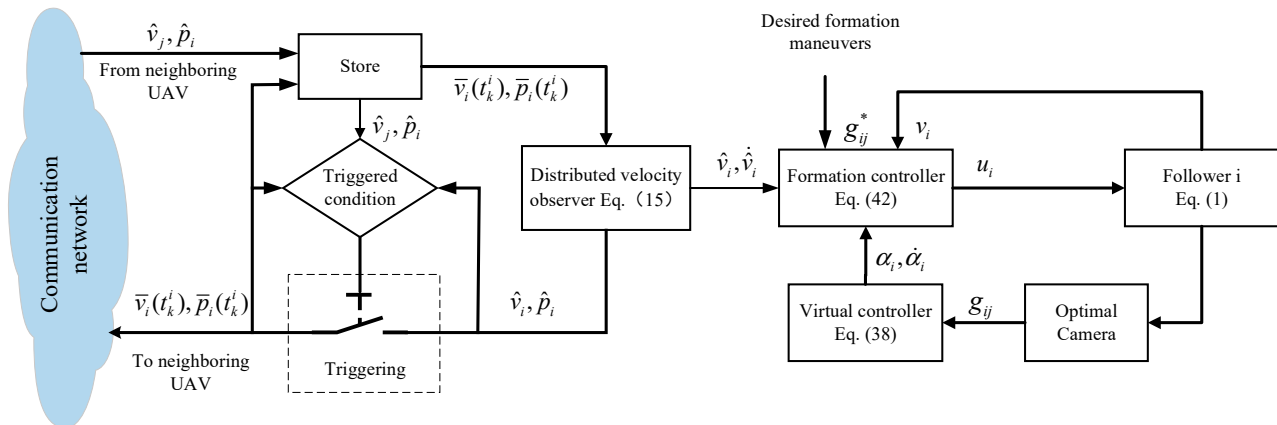 Communication
network
v̂_j, p̂_i
From neighboring
UAV
Store
v̄_i(t_k^i), p̄_i(t_k^i)
v̂_j, p̂_i
Triggered
condition
v̄_i(t_k^i), p̄_i(t_k^i)
To neighboring
UAV
Triggering
v̂_i, p̂_i
Distributed velocity
observer Eq.（15）
v̂_i, v̂̇_i
Desired formation
maneuvers
g_ij^*
v_i
Formation controller
Eq. (42)
u_i
Follower i
Eq. (1)
α_i, α̇_i
Virtual controller
Eq. (38)
g_ij
Optimal
Camera